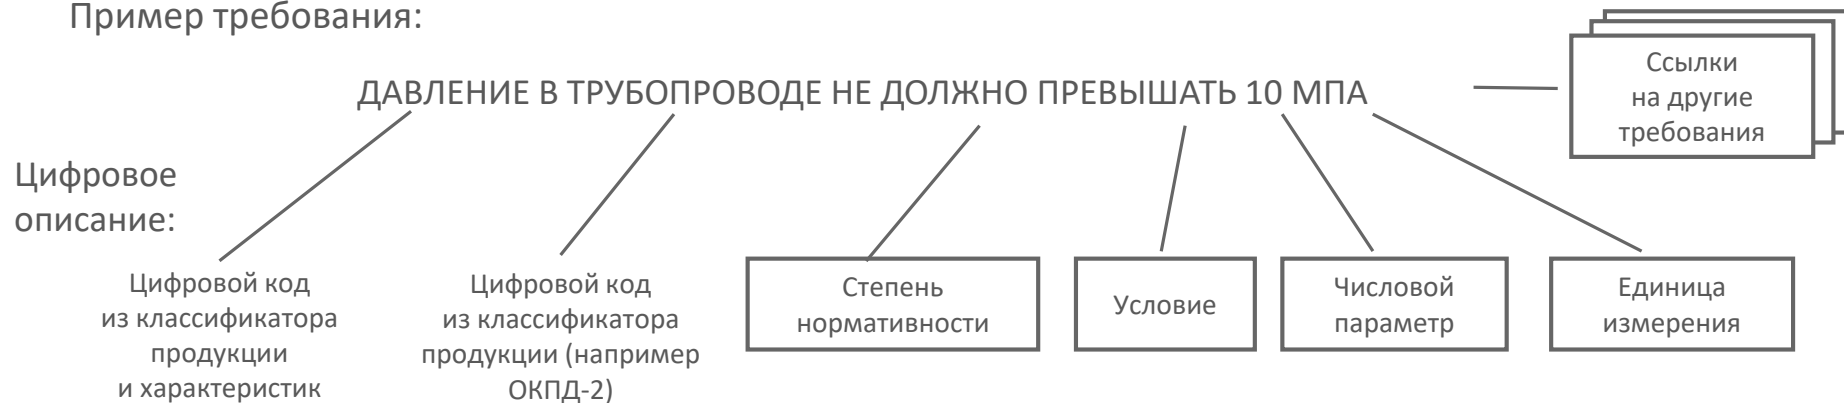 Пример требования:
Ссылки
на другие
требования
ДАВЛЕНИЕ В ТРУБОПРОВОДЕ НЕ ДОЛЖНО ПРЕВЫШАТЬ 10 МПА
Цифровое
описание:
Цифровой код
из классификатора
продукции
и характеристик
Цифровой код
из классификатора
продукции (например
ОКПД-2)
Степень
нормативности
Условие
Числовой
параметр
Единица
измерения